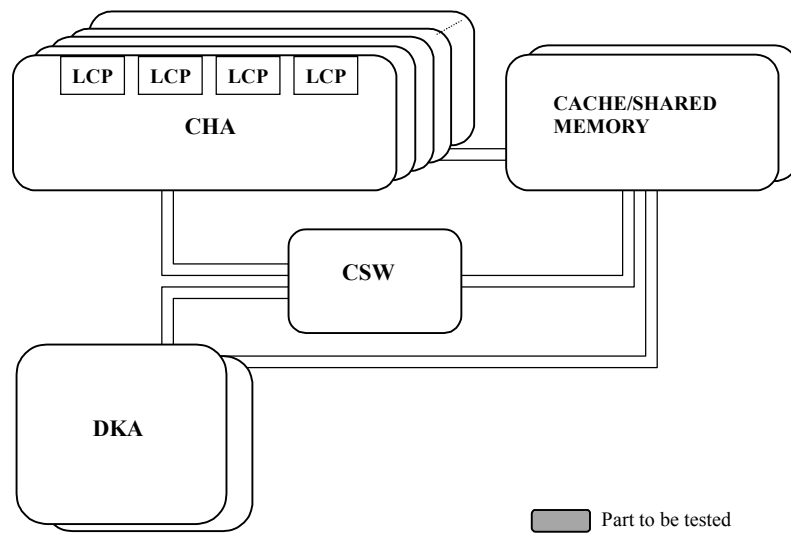 LCP LCP LCP LCP
CHA
CACHE/SHARED
MEMORY
CSW
DKA
Part to be tested